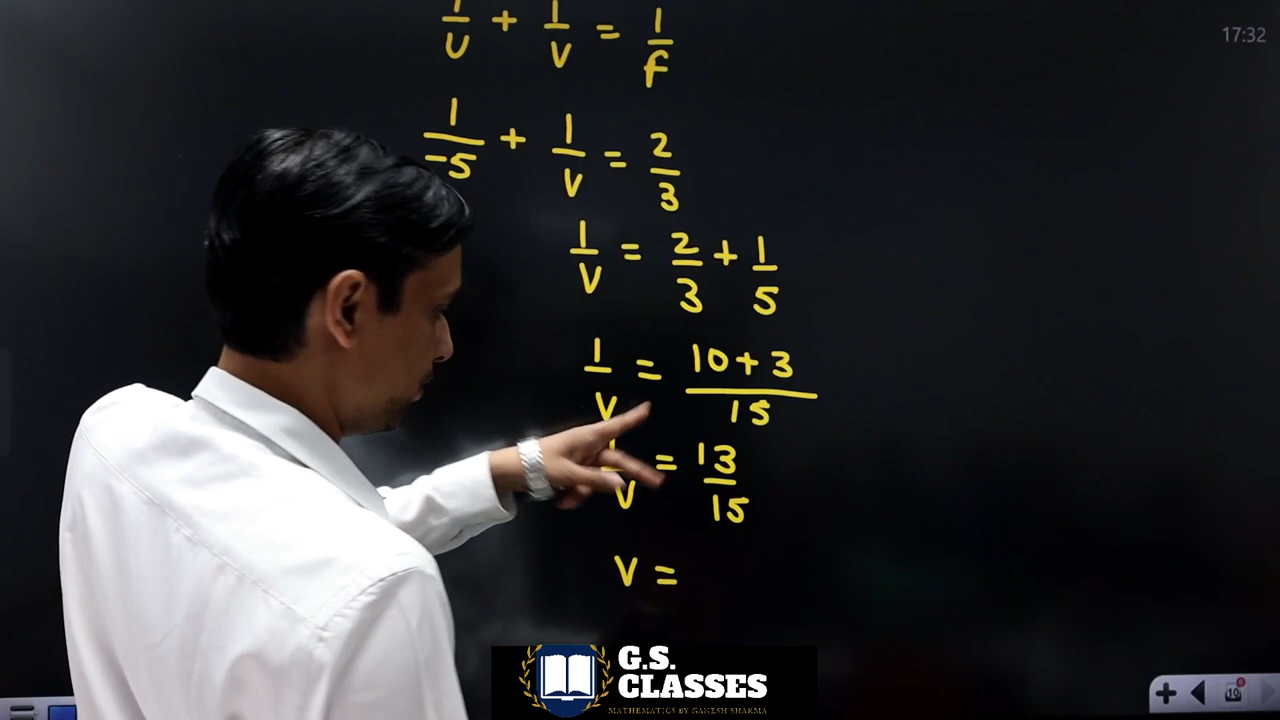 1/u + 1/v = 1/f
17:32
1/-5 + 1/v = 2/3
1/v = 2/3 + 1/5
1/v = 10+3/15
1/v = 13/15
v =
G.S.
CLASSES
MATHEMATICS BY GANESH SHARMA
10